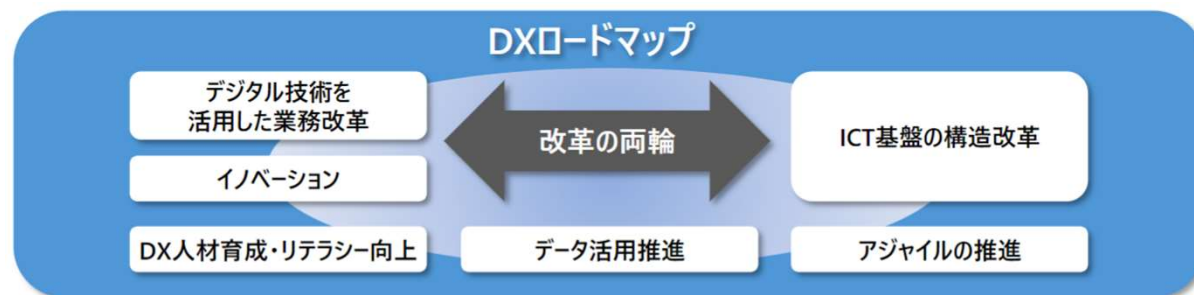 DXロードマップ
デジタル技術を
活用した業務改革
イノベーション
改革の両輪
ICT基盤の構造改革
DX人材育成・リテラシー向上
データ活用推進
アジャイルの推進